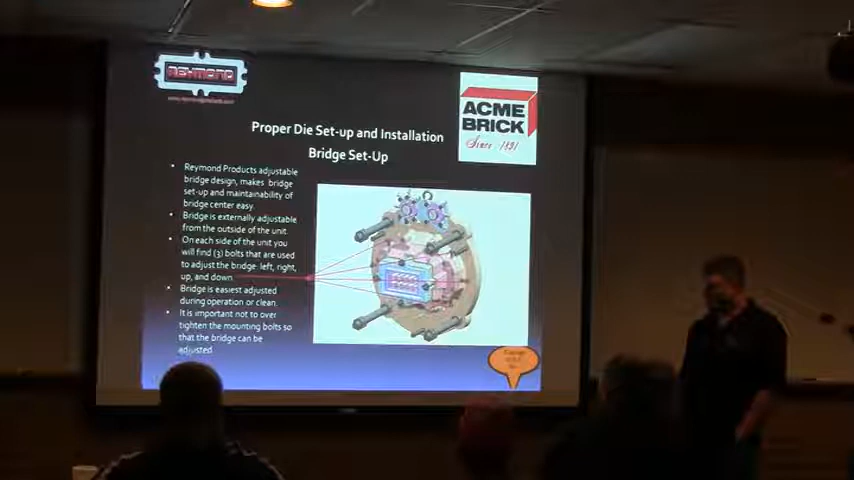 REYMOND
ACME
BRICK
Since 1891
Proper Die Set-up and Installation
Bridge Set-Up
• Reymond Products adjustable
bridge design, makes bridge
set-up and maintainability of
bridge center easy.
• Bridge is externally adjustable
from the outside of the unit.
• On each side of the unit you
will find (3) bolts that are used
to adjust the bridge left, right,
up, and down.
• Bridge is easiest adjusted
during operation or clean.
• It is important not to over
tighten the mounting bolts so
that the bridge can be
adjusted